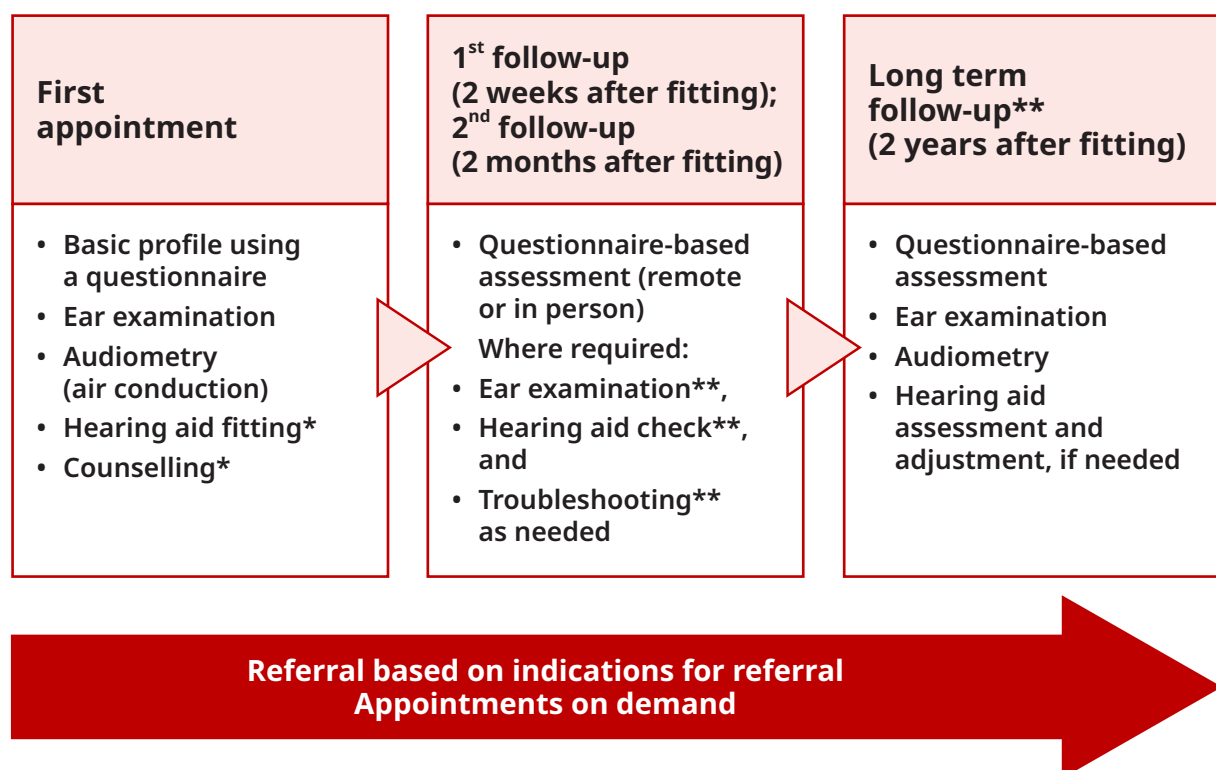 First
appointment
• Basic profile using
a questionnaire
• Ear examination
• Audiometry
(air conduction)
• Hearing aid fitting*
• Counselling*
1st follow-up
(2 weeks after fitting);
2nd follow-up
(2 months after fitting)
• Questionnaire-based
assessment (remote
or in person)
Where required:
• Ear examination**,
• Hearing aid check**,
and
• Troubleshooting**
as needed
Long term
follow-up**
(2 years after fitting)
• Questionnaire-based
assessment
• Ear examination
• Audiometry
• Hearing aid
assessment and
adjustment, if needed
Referral based on indications for referral
Appointments on demand